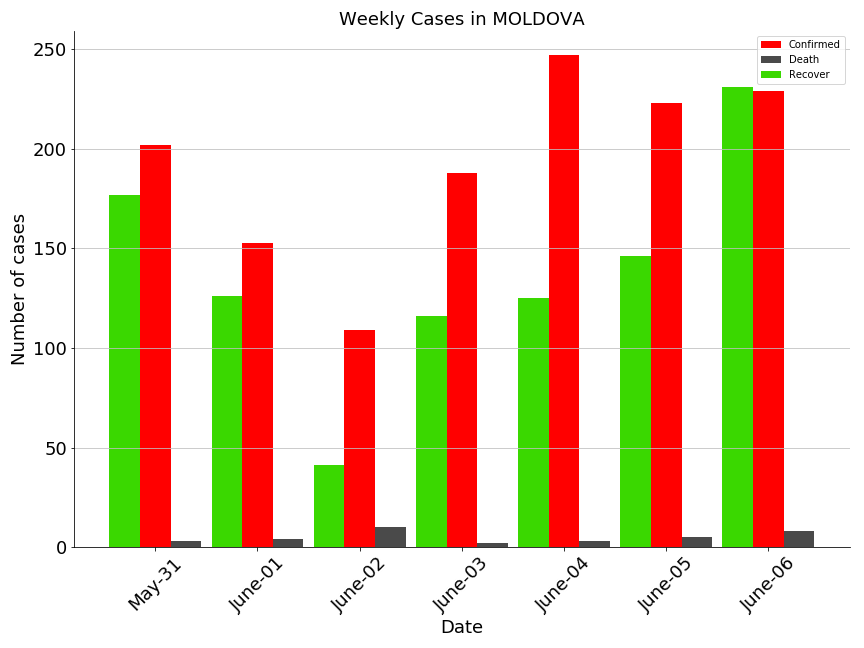 Weekly Cases in MOLDOVA
Confirmed
Death
Recover
Number of cases
250
200
150
100
50
0
May-31
June-01
June-02
June-03
June-04
June-05
June-06
Date